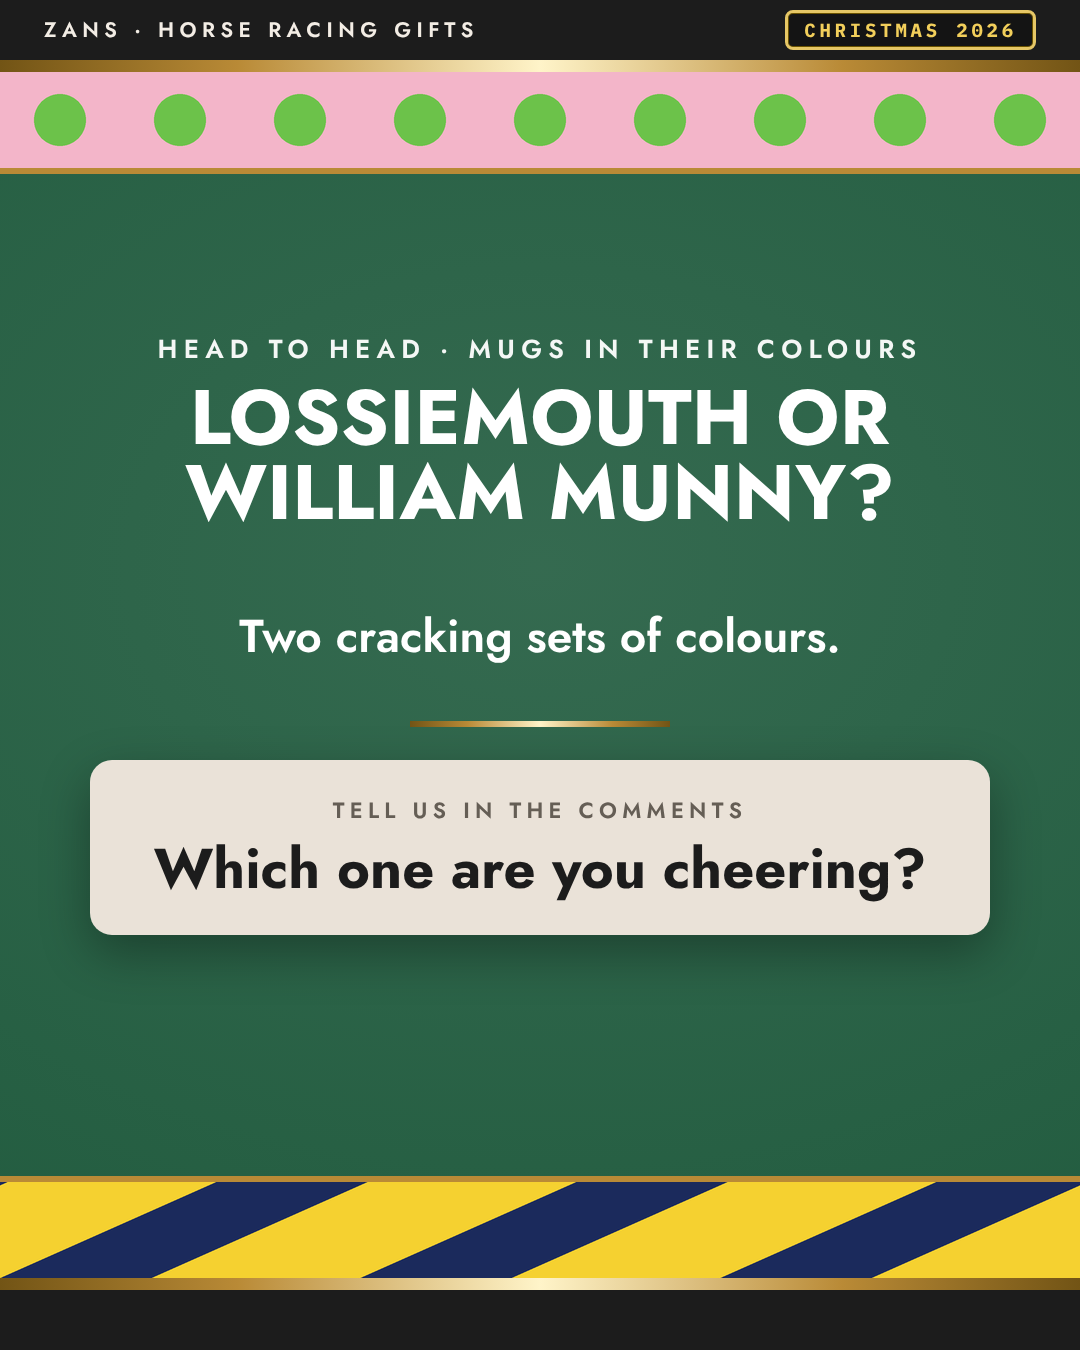 ZANS · HORSE RACING GIFTS
CHRISTMAS 2026
HEAD TO HEAD · MUGS IN THEIR COLOURS
LOSSIEMOUTH OR
WILLIAM MUNNY?
Two cracking sets of colours.
TELL US IN THE COMMENTS
Which one are you cheering?